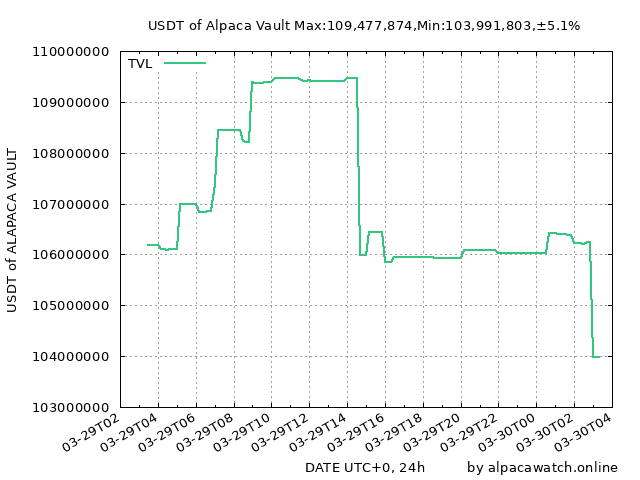 USDT of Alpaca Vault Max:109,477,874,Min:103,991,803,±5.1%
TVL
110000000
109000000
108000000
107000000
106000000
105000000
104000000
103000000
USDT of ALAPACA VAULT
03-29T02
03-29T04
03-29T06
03-29T08
03-29T10
03-29T12
03-29T14
03-29T16
03-29T18
03-29T20
03-29T22
03-30T00
03-30T02
03-30T04
DATE UTC+0, 24h
by alpacawatch.online